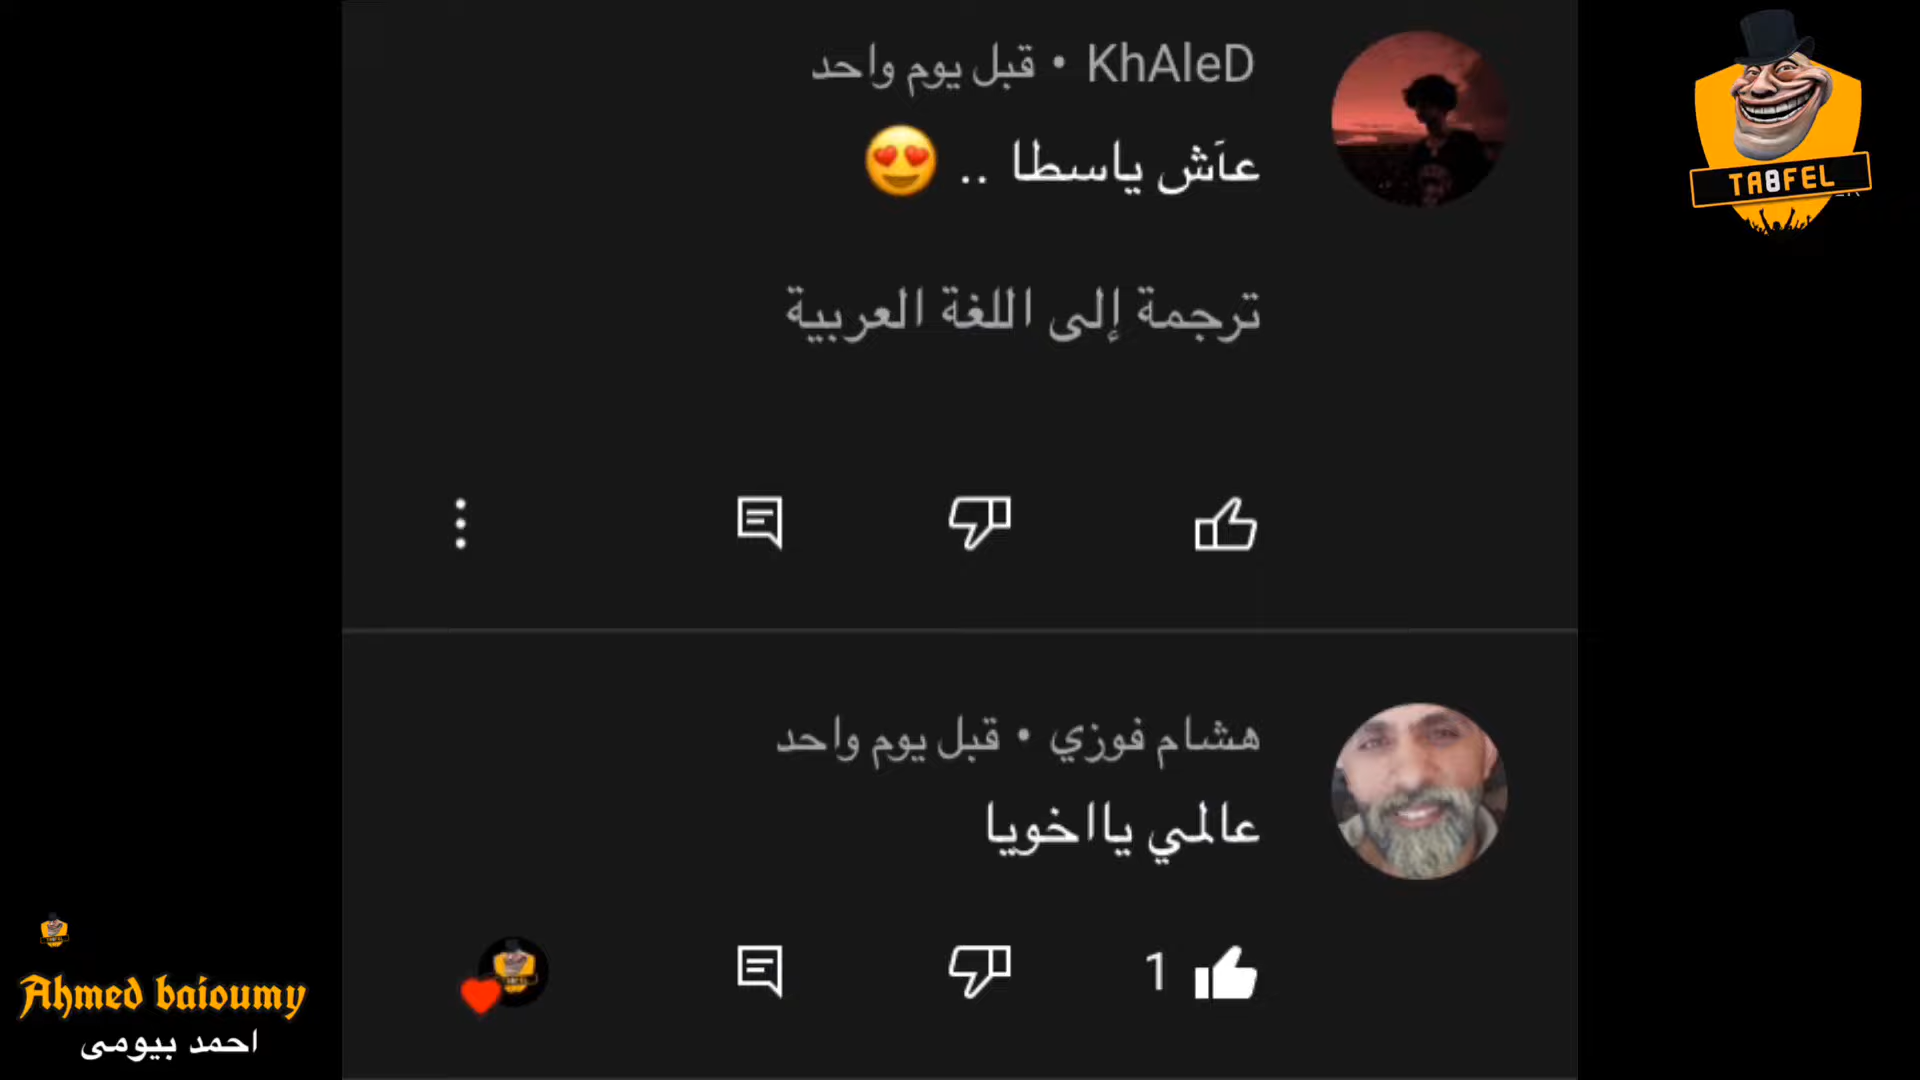 KhAleD • قبل يوم واحد
عاَش ياسطا .. 😍
ترجمة إلى اللغة العربية
هشام فوزي • قبل يوم واحد
عالمي يااخويا
1
TA8FEL
Ahmed baioumy
احمد بيومى